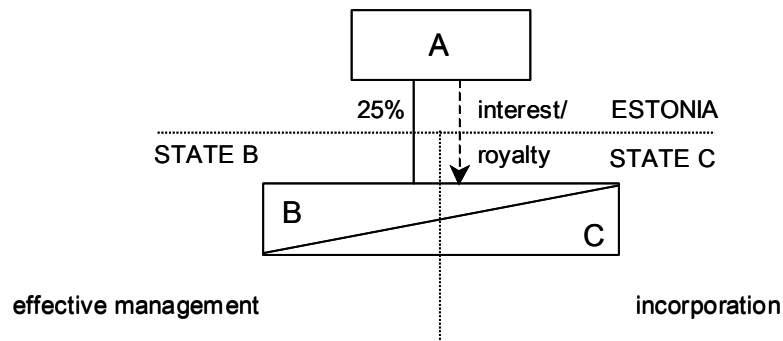 A
25% interest/ ESTONIA
STATE B royalty STATE C
B
C
effective management incorporation